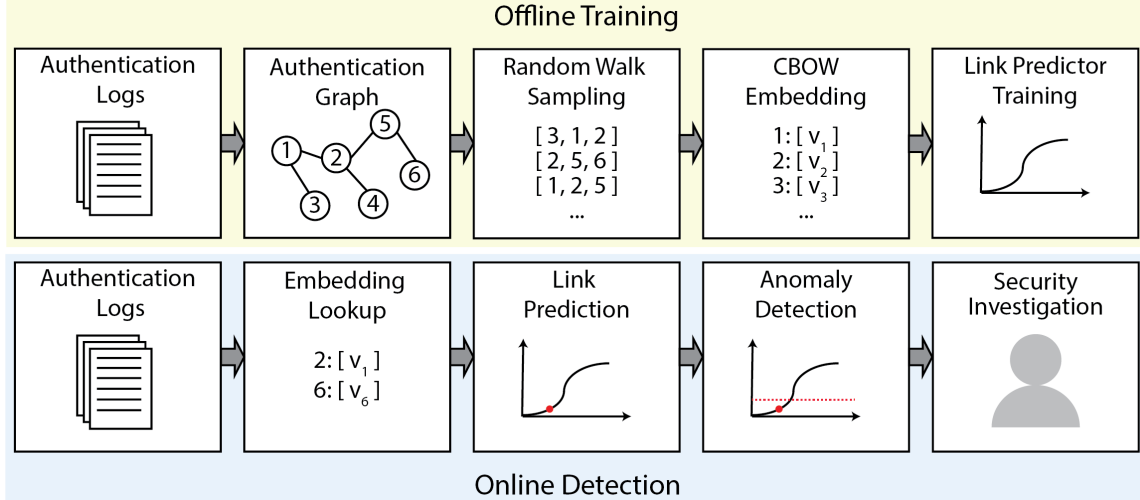 Offline Training
Authentication
Logs
Authentication
Graph
1
2
3
4
5
6
Random Walk
Sampling
[ 3, 1, 2 ]
[ 2, 5, 6 ]
[ 1, 2, 5 ]
...
CBOW
Embedding
1: [ v1 ]
2: [ v2 ]
3: [ v3 ]
...
Link Predictor
Training
Authentication
Logs
Embedding
Lookup
2: [ v1 ]
6: [ v6 ]
Link
Prediction
Anomaly
Detection
Security
Investigation
Online Detection